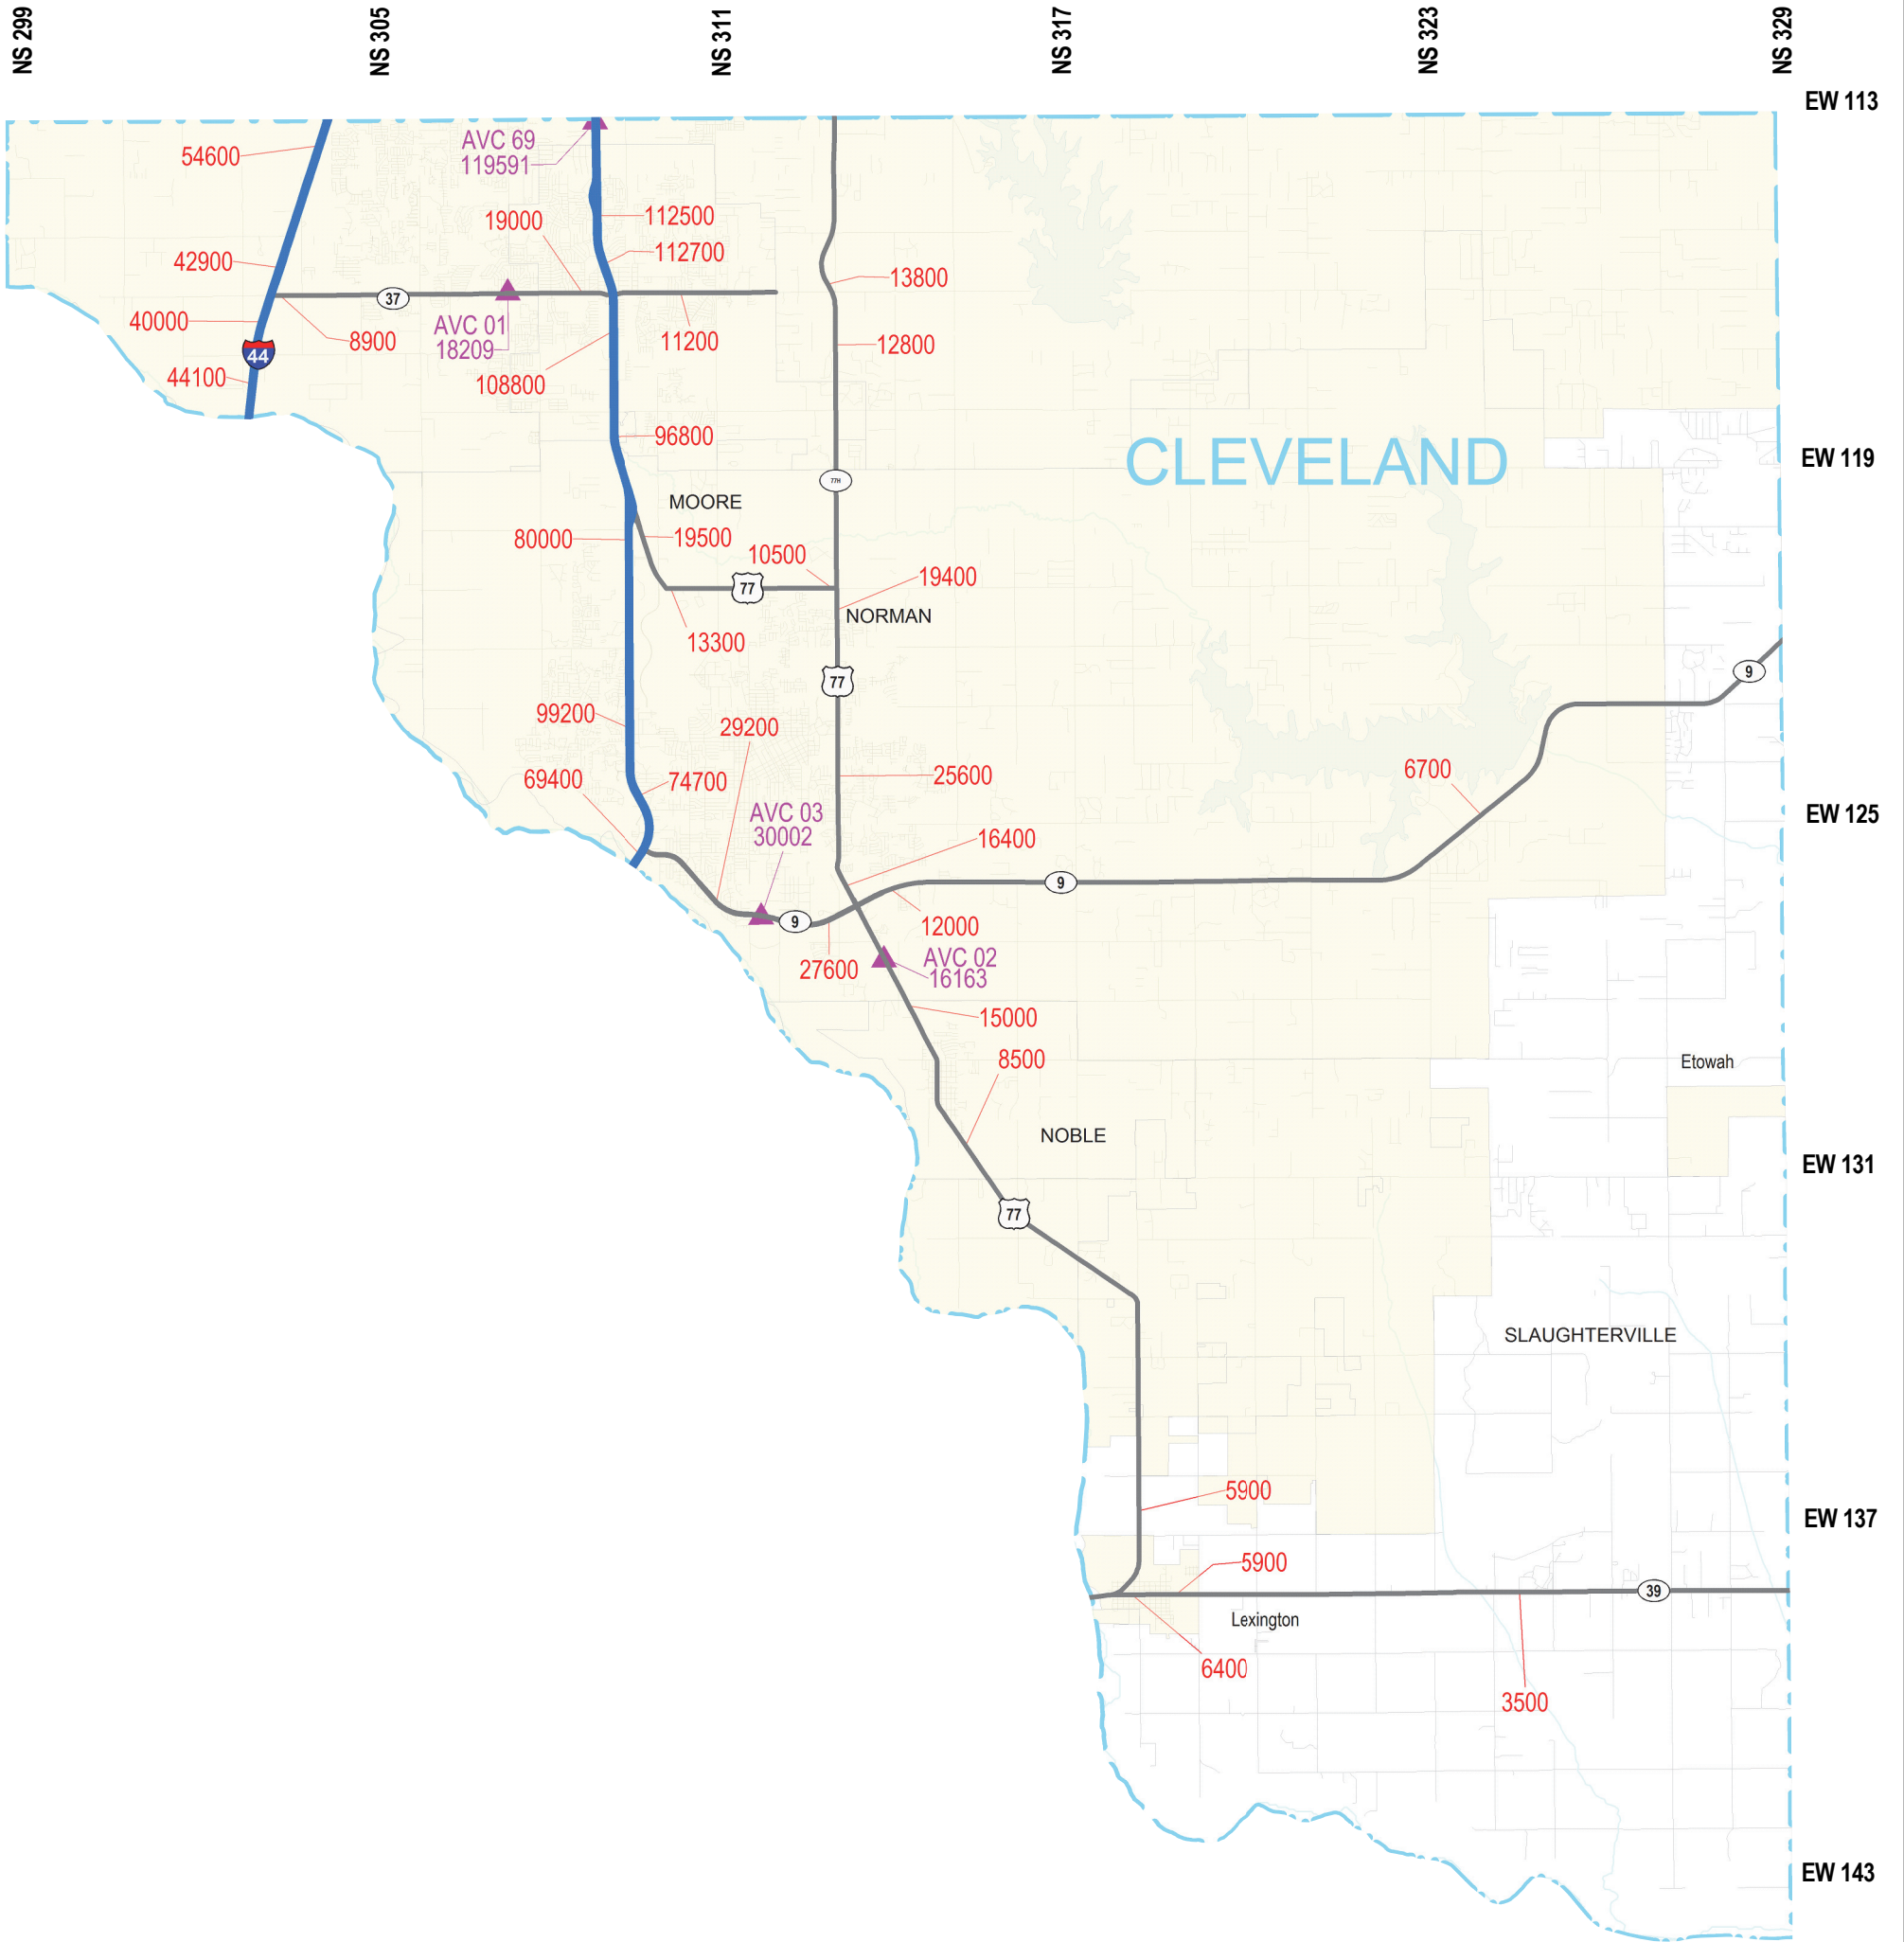 NS 299
NS 305
NS 311
NS 317
NS 323
NS 329
EW 113
AVC 69
119591
54600
19000
112500
112700
42900
13800
37
40000
8900
AVC 01
18209
11200
12800
44
44100
108800
96800
CLEVELAND
EW 119
77H
MOORE
80000
19500
10500
19400
77
NORMAN
13300
77
9
99200
29200
69400
74700
25600
6700
AVC 03
30002
EW 125
16400
9
9
12000
27600
AVC 02
16163
15000
8500
Etowah
NOBLE
EW 131
77
SLAUGHTERVILLE
5900
EW 137
5900
39
Lexington
6400
3500
EW 143